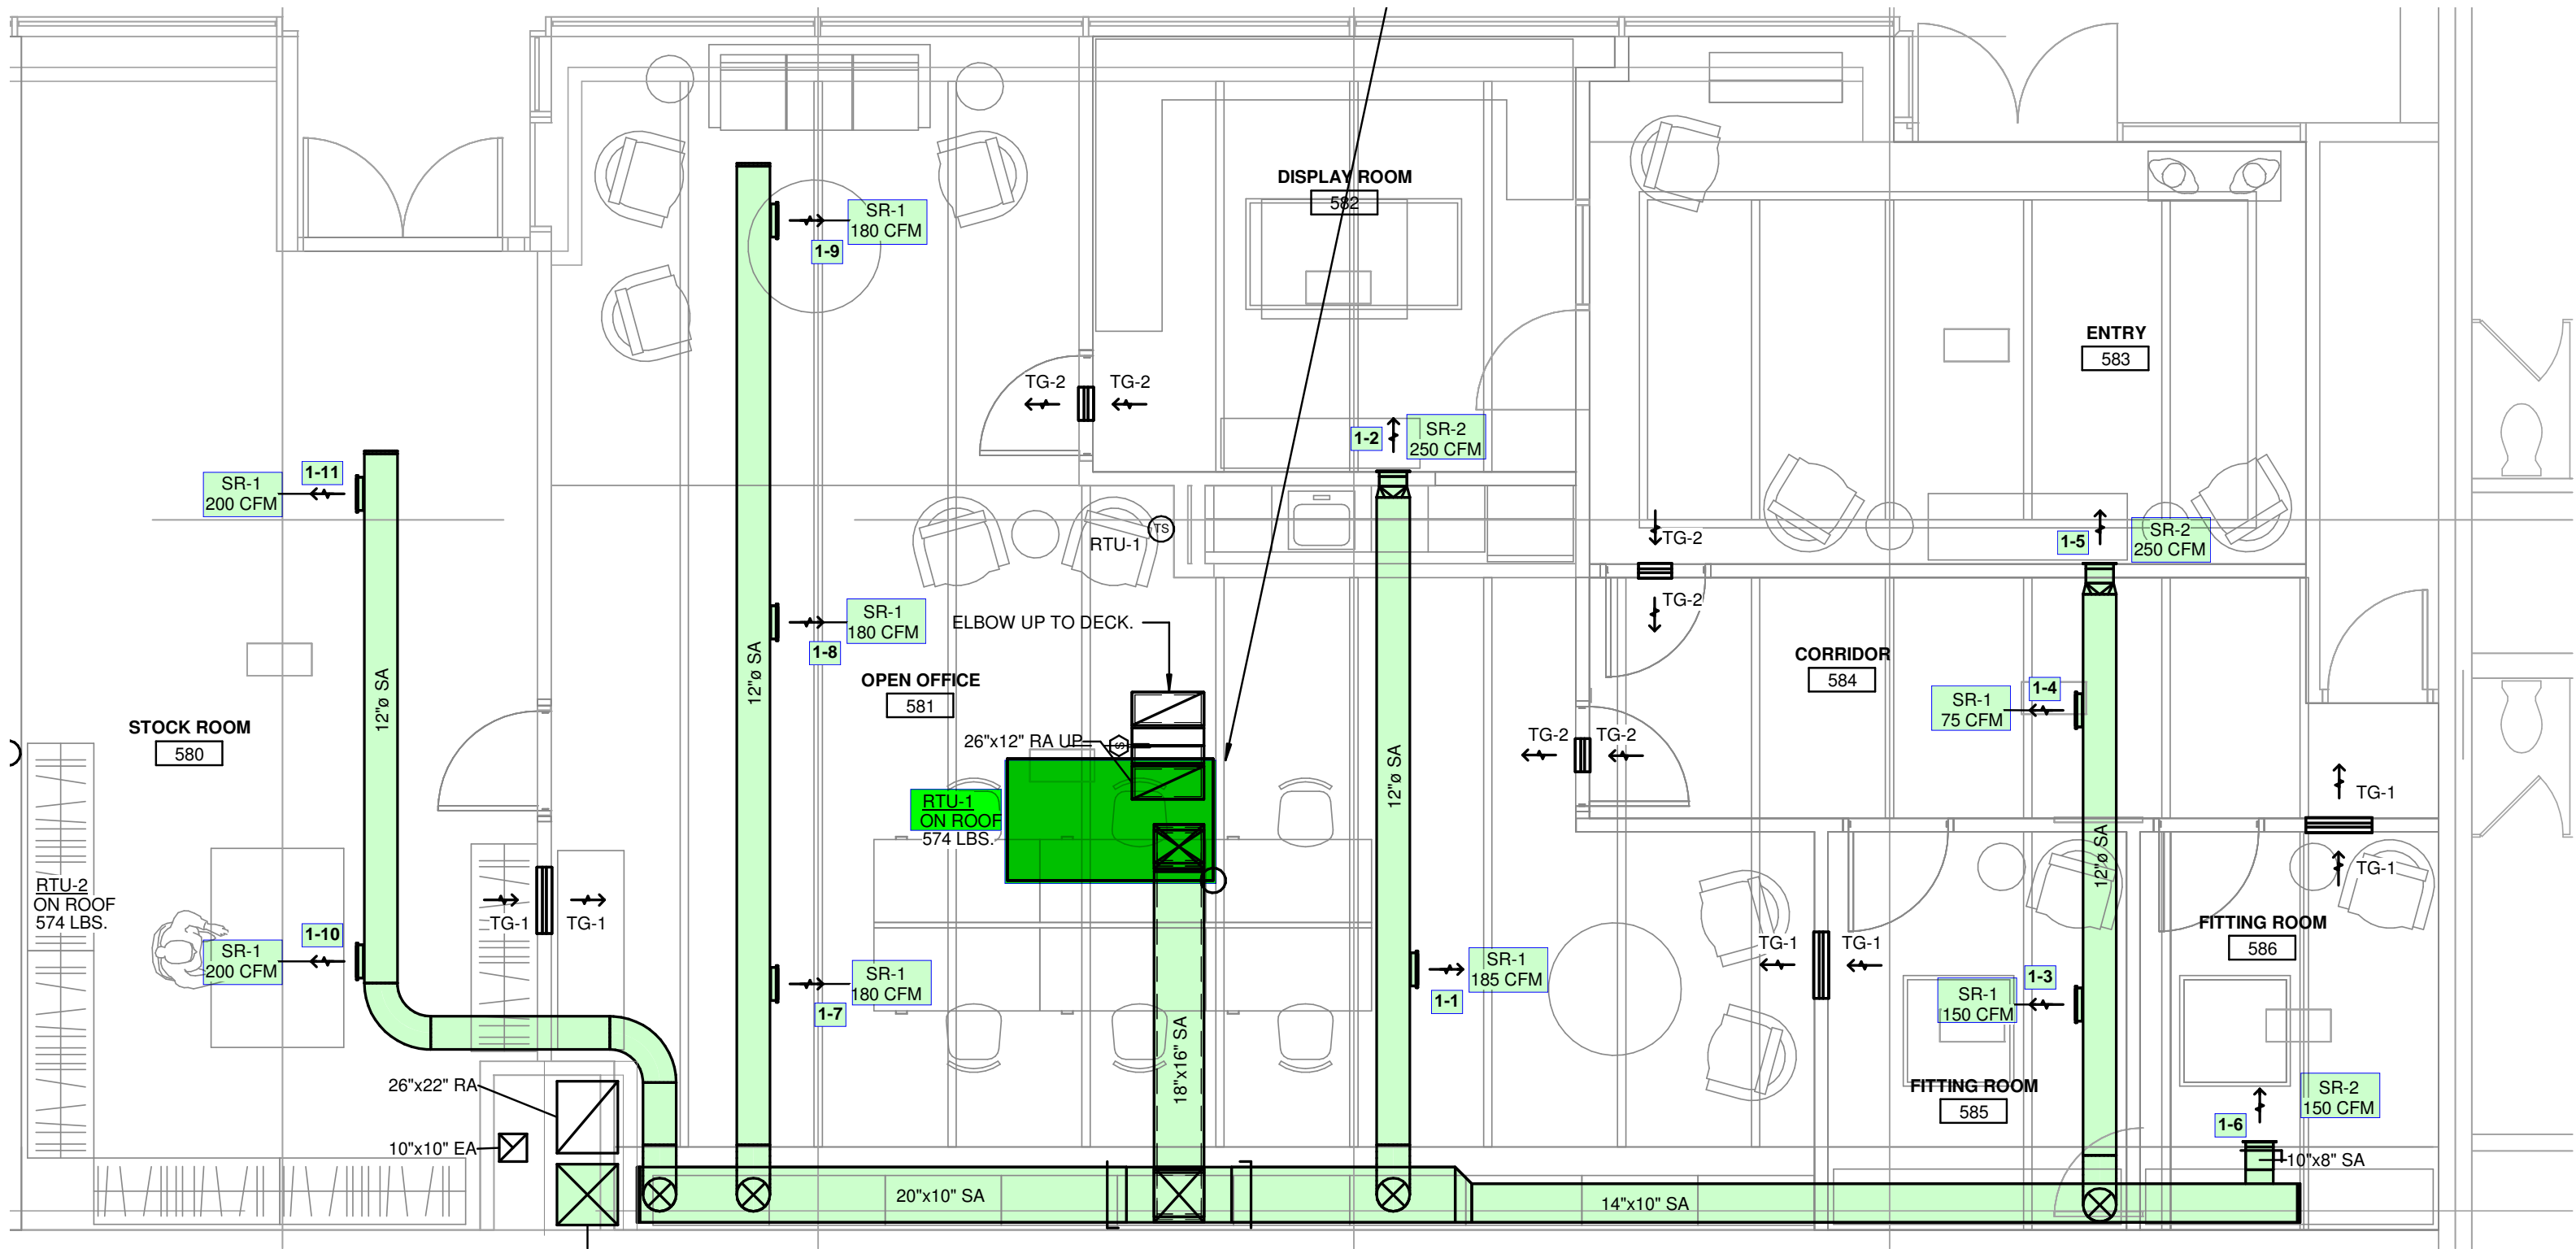 DISPLAY ROOM
582
SR-1
180 CFM
1-9
ENTRY
583
TG-2
TG-2
1-2
SR-2
250 CFM
1-11
SR-1
200 CFM
TS
RTU-1
TG-2
1-5
SR-2
250 CFM
TG-2
SR-1
180 CFM
1-8
ELBOW UP TO DECK.
12"ø SA
12"ø SA
OPEN OFFICE
581
CORRIDOR
584
1-4
SR-1
75 CFM
STOCK ROOM
580
26"x12" RA UP
S
TG-2
TG-2
12"ø SA
RTU-1
ON ROOF
574 LBS.
TG-1
12"ø SA
TG-1
RTU-2
ON ROOF
574 LBS.
TG-1
TG-1
FITTING ROOM
586
1-10
SR-1
200 CFM
TG-1
TG-1
SR-1
180 CFM
1-7
SR-1
185 CFM
1-1
1-3
SR-1
150 CFM
18"x16" SA
26"x22" RA
FITTING ROOM
585
SR-2
150 CFM
1-6
10"x10" EA
10"x8" SA
20"x10" SA
14"x10" SA